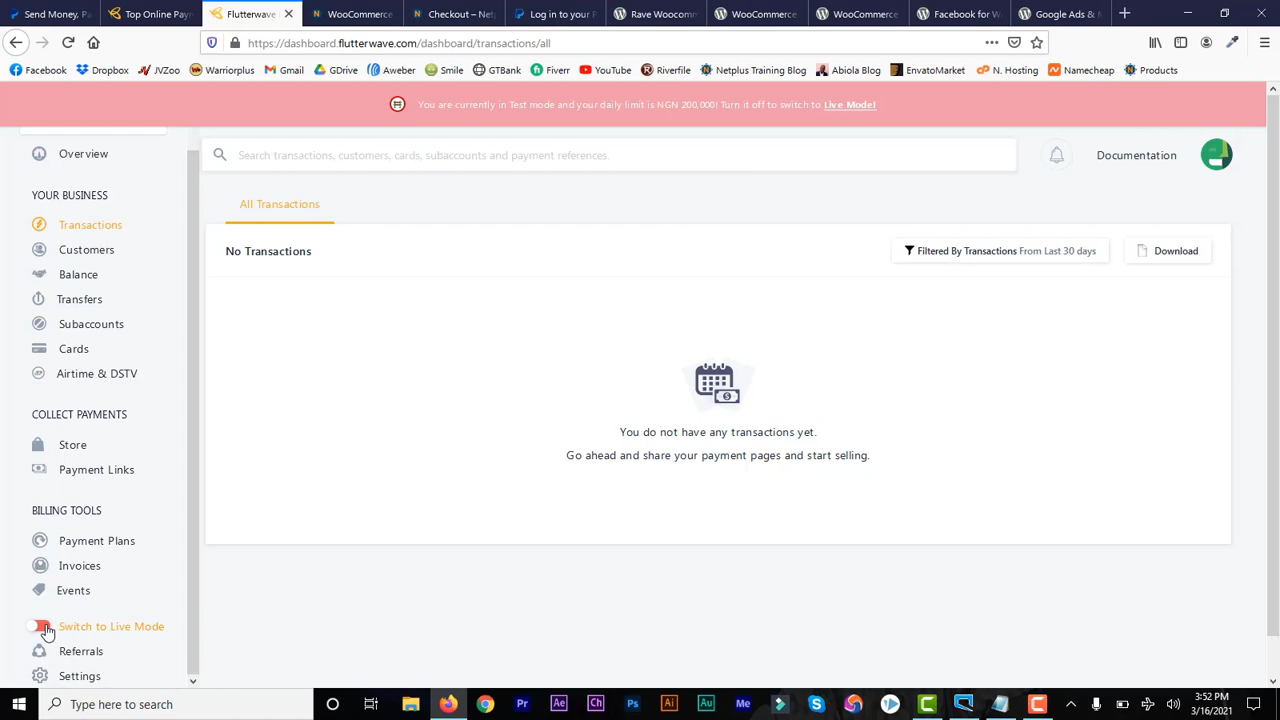 Send Money, Pa
Top Online Payn
Flutterwave
WooCommerce
Checkout – Netp
Log in to your P
Rave Woocomm
WooCommerce
WooCommerce
Facebook for W
Google Ads & M
https://dashboard.flutterwave.com/dashboard/transactions/all
Facebook
Dropbox
JVZoo
Warriorplus
Gmail
GDrive
Aweber
Smile
GTBank
Fiverr
YouTube
Riverfile
Netplus Training Blog
Abiola Blog
EnvatoMarket
N. Hosting
Namecheap
Products
You are currently in Test mode and your daily limit is NGN 200,000! Turn it off to switch to Live Mode!
Overview
Search transactions, customers, cards, subaccounts and payment references.
Documentation
YOUR BUSINESS
Transactions
Customers
Balance
Transfers
Subaccounts
Cards
Airtime & DSTV
COLLECT PAYMENTS
Store
Payment Links
BILLING TOOLS
Payment Plans
Invoices
Events
Switch to Live Mode
Referrals
Settings
All Transactions
No Transactions
Filtered By Transactions From Last 30 days
Download
You do not have any transactions yet.
Go ahead and share your payment pages and start selling.
Type here to search
3:52 PM
3/16/2021